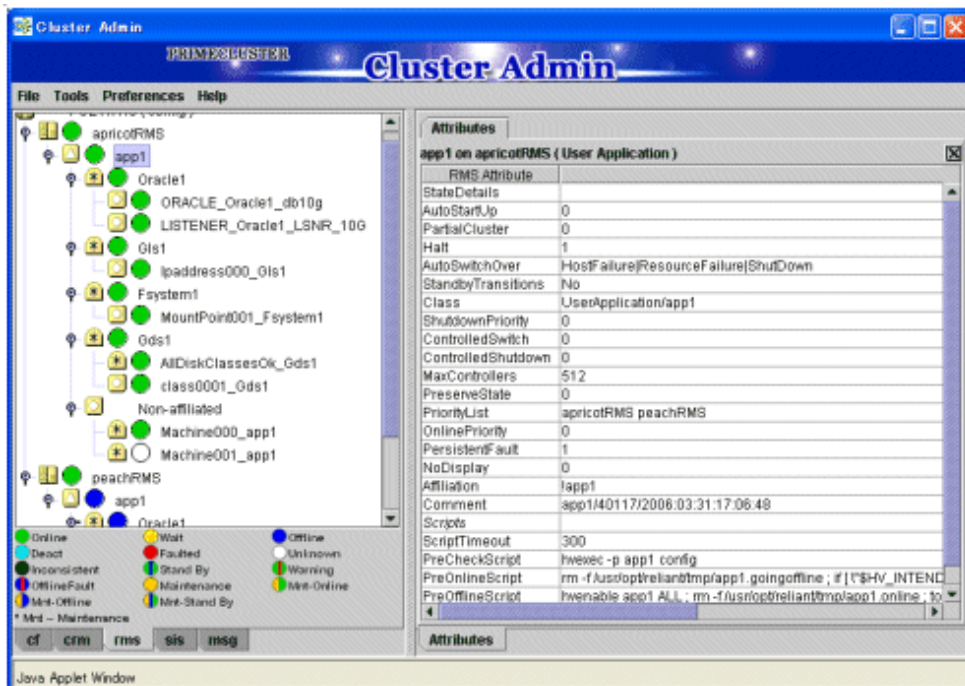 Cluster Admin
PRIMECLUSTER
Cluster Admin
File Tools Preferences Help
apricotRMS
app1
Oracle1
ORACLE_Oracle1_db10g
LISTENER_Oracle1_LSNR_10G
Gls1
Ipaddress000_Gls1
Fsystem1
MountPoint001_Fsystem1
Gds1
AllDiskClassesOk_Gds1
class0001_Gds1
Non-affiliated
Machine000_app1
Machine001_app1
peachRMS
app1
Oracle1
Online Wait Offline
Deact Faulted Unknown
Inconsistent Stand By Warning
OfflineFault Maintenance Mnt-Online
Mnt-Offline Mnt-Stand By
* Mnt -- Maintenance
cf crm rms sis msg
Attributes
app1 on apricotRMS ( User Application )
RMS Attribute
StateDetails
AutoStartUp 0
PartialCluster 0
Halt 1
AutoSwitchOver HostFailure|ResourceFailure|ShutDown
StandbyTransitions No
Class UserApplication/app1
ShutdownPriority 0
ControlledSwitch 0
ControlledShutdown 0
MaxControllers 512
PreserveState 0
PriorityList apricotRMS peachRMS
OnlinePriority 0
PersistentFault 1
NoDisplay 0
Affiliation !app1
Comment app1/40117/2006:03:31:17:06:48
Scripts
ScriptTimeout 300
PreCheckScript hvexec -p app1 config
PreOnlineScript rm -f /usr/opt/reliant/tmp/app1.goingoffline ; if [ \"$HV_INTEND
PreOfflineScript hvenable app1 ALL ; rm -f /usr/opt/reliant/tmp/app1.online ; to
Attributes
Java Applet Window